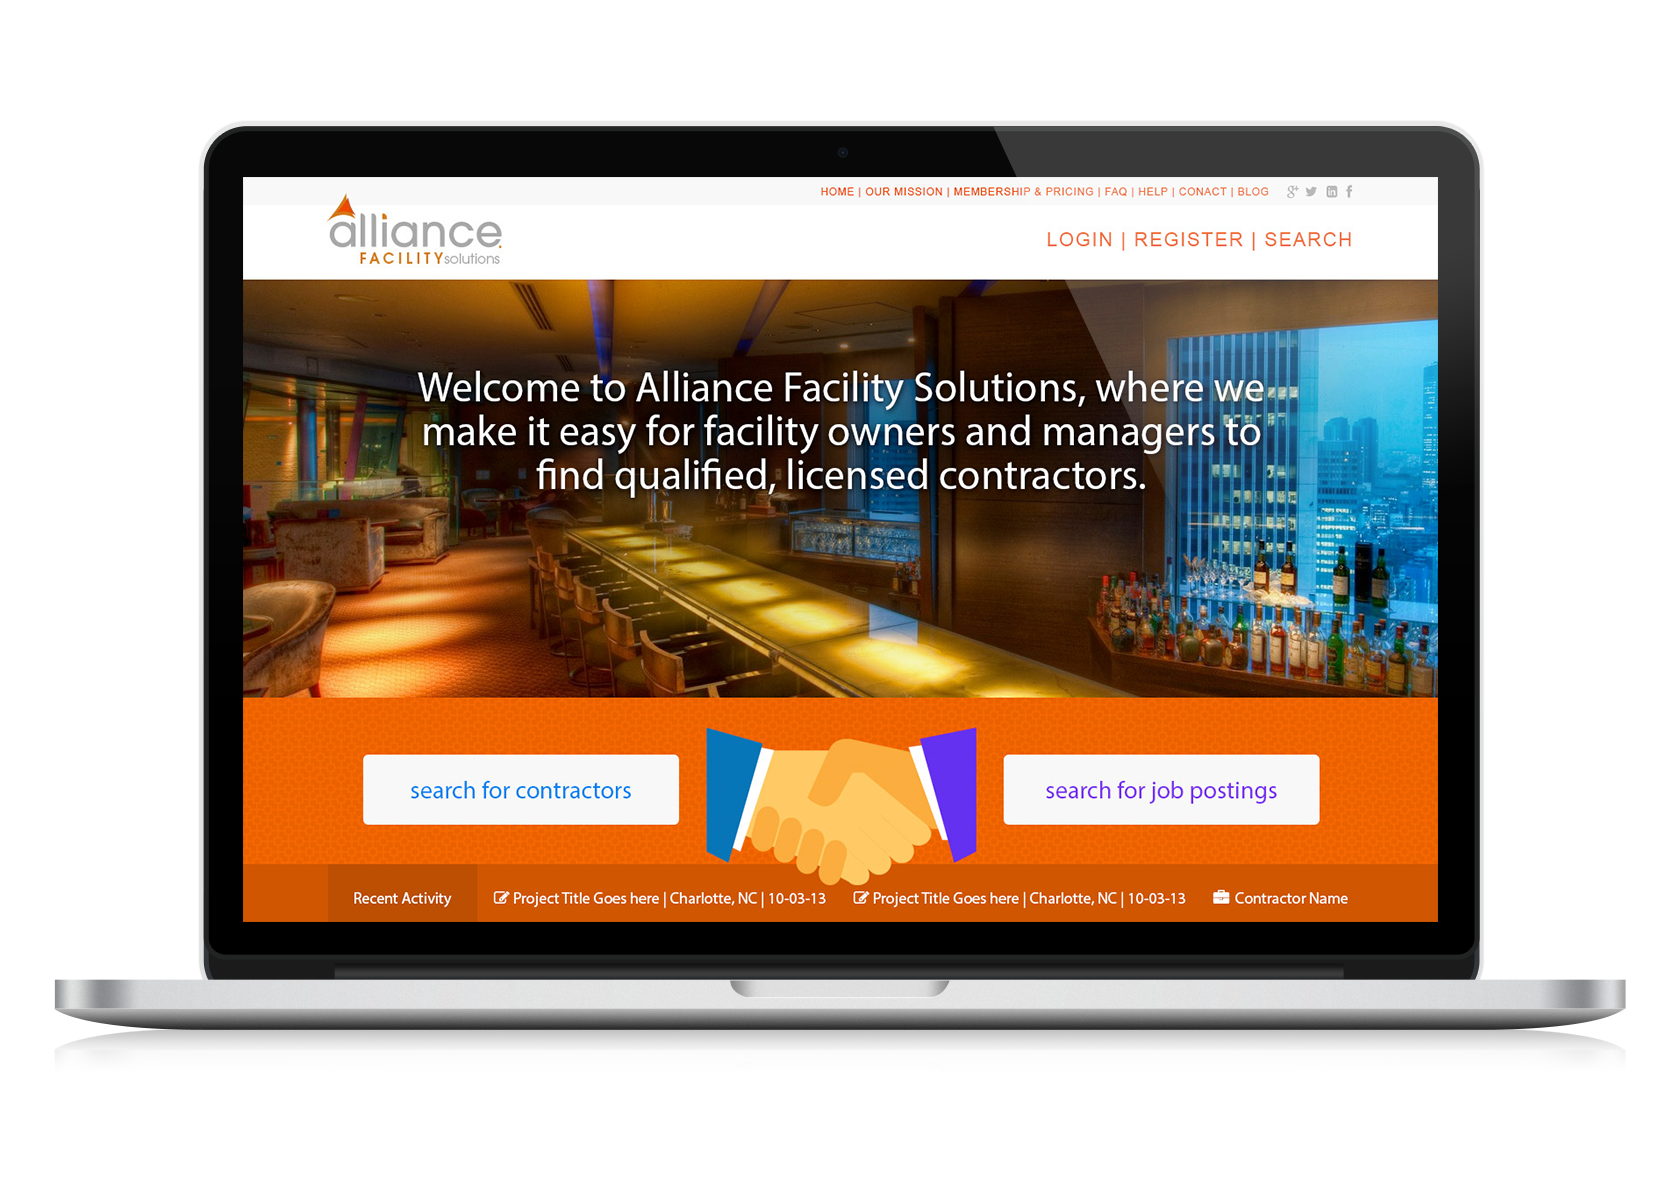 HOME | OUR MISSION | MEMBERSHIP & PRICING | FAQ | HELP | CONACT | BLOG
alliance
FACILITY solutions
LOGIN | REGISTER | SEARCH
Welcome to Alliance Facility Solutions, where we
make it easy for facility owners and managers to
find qualified, licensed contractors.
search for contractors
search for job postings
Recent Activity
Project Title Goes here | Charlotte, NC | 10-03-13
Project Title Goes here | Charlotte, NC | 10-03-13
Contractor Name